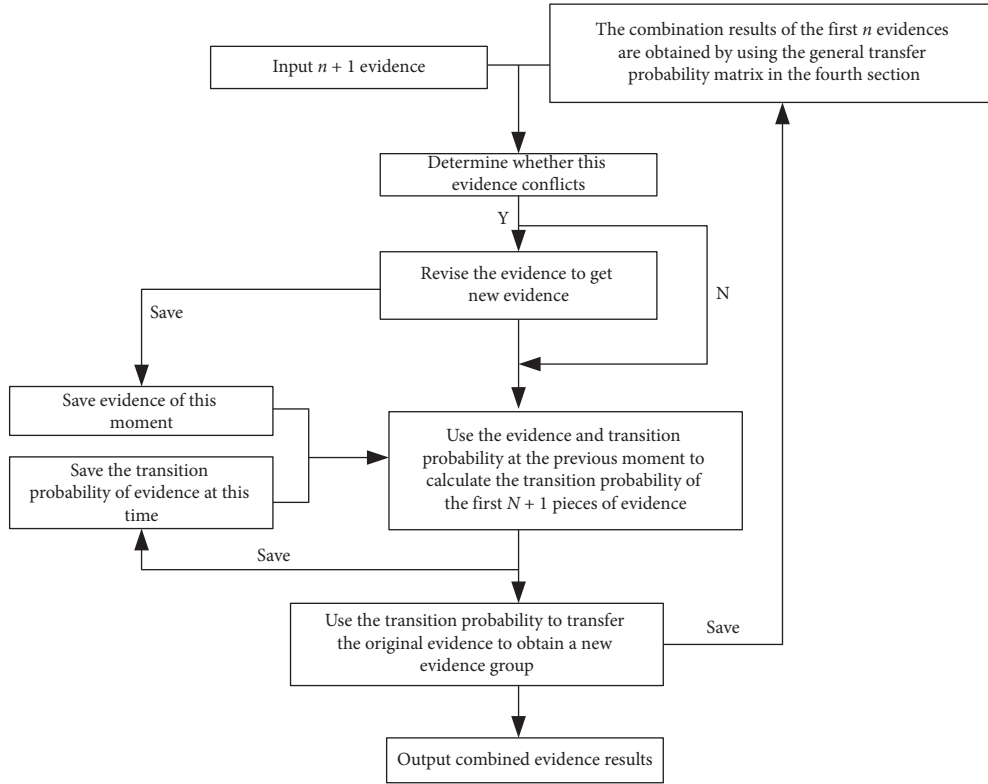 Input n + 1 evidence
The combination results of the first n evidences
are obtained by using the general transfer
probability matrix in the fourth section
Determine whether this
evidence conflicts
Y
Revise the evidence to get
new evidence
N
Save
Save evidence of this
moment
Save the transition
probability of evidence at this
time
Use the evidence and transition
probability at the previous moment to
calculate the transition probability of
the first N + 1 pieces of evidence
Save
Use the transition probability to transfer
the original evidence to obtain a new
evidence group
Save
Output combined evidence results